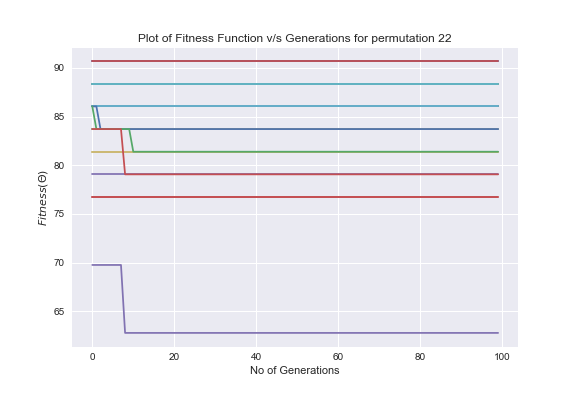 Plot of Fitness Function v/s Generations for permutation 22
90
85
80
75
70
65
Fitness(Θ)
0 20 40 60 80 100
No of Generations